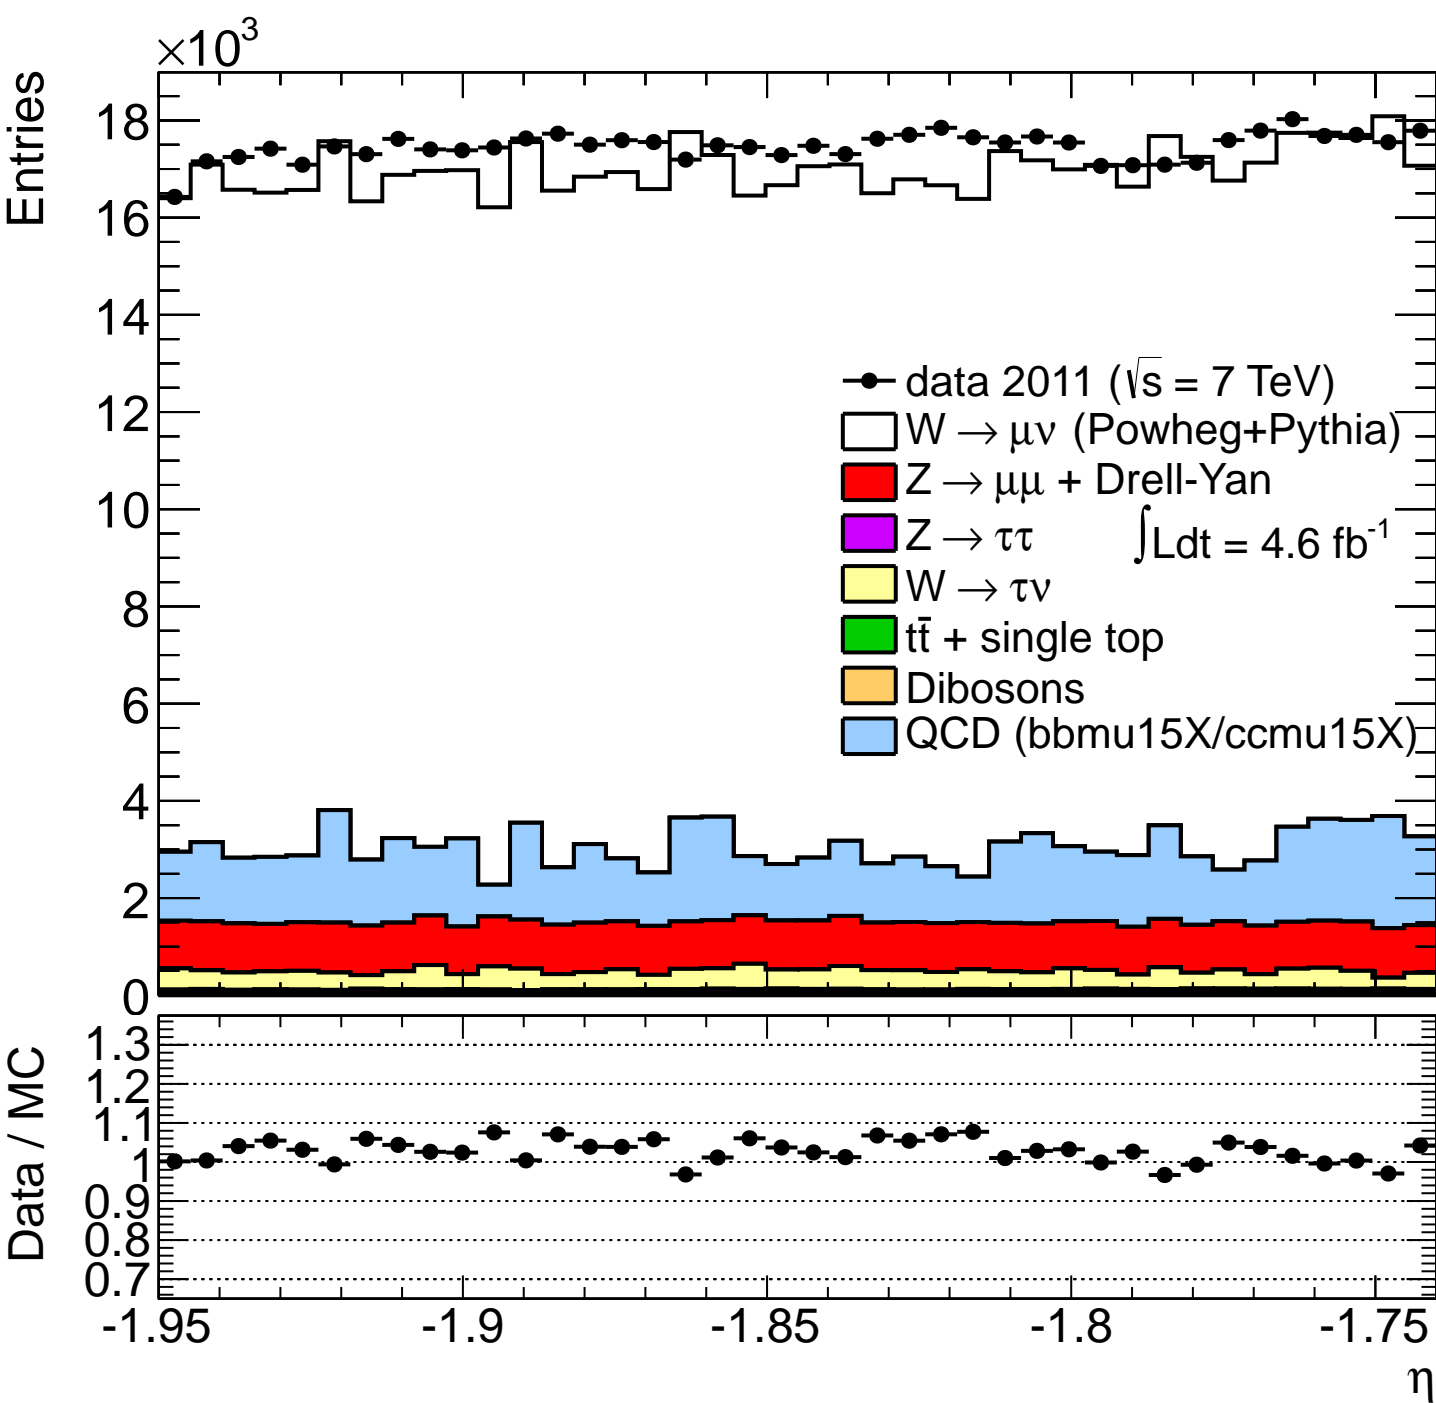 ×10³
Entries
18
16
14
12
10
8
6
4
2
0
data 2011 (√s = 7 TeV)
W → μν (Powheg+Pythia)
Z → μμ + Drell-Yan
Z → ττ
∫Ldt = 4.6 fb⁻¹
W → τν
tt̄ + single top
Dibosons
QCD (bbmu15X/ccmu15X)
Data / MC
1.3
1.2
1.1
1
0.9
0.8
0.7
-1.95 -1.9 -1.85 -1.8 -1.75
η